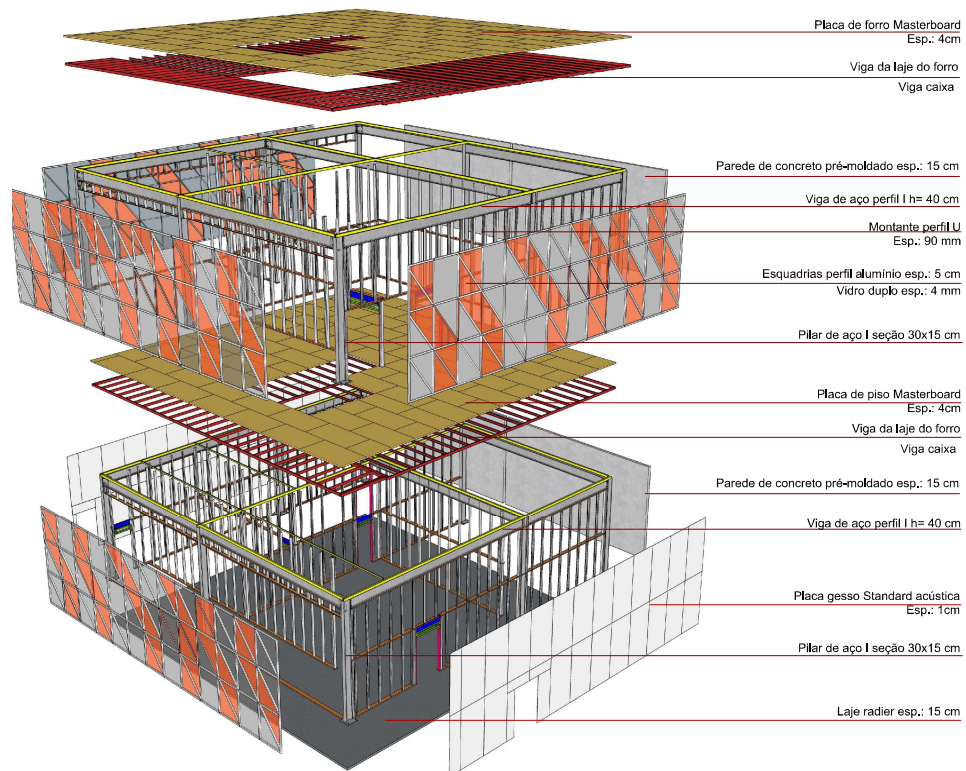 Placa de forro Masterboard
Esp.: 4cm
Viga da laje do forro
Viga caixa
Parede de concreto pré-moldado esp.: 15 cm
Viga de aço perfil I h= 40 cm
Montante perfil U
Esp.: 90 mm
Esquadrias perfil alumínio esp.: 5 cm
Vidro duplo esp.: 4 mm
Pilar de aço I seção 30x15 cm
Placa de piso Masterboard
Esp.: 4cm
Viga da laje do forro
Viga caixa
Parede de concreto pré-moldado esp.: 15 cm
Viga de aço perfil I h= 40 cm
Placa gesso Standard acústica
Esp.: 1cm
Pilar de aço I seção 30x15 cm
Laje radier esp.: 15 cm